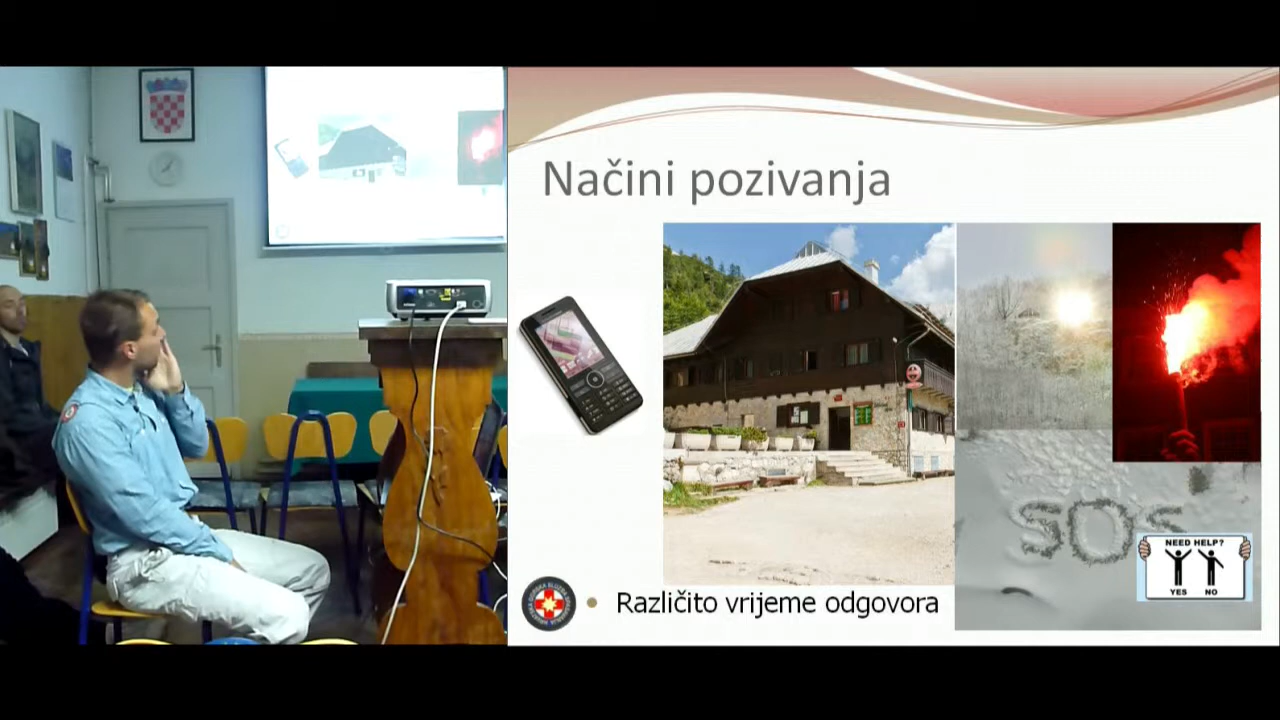 Načini pozivanja
SOS
NEED HELP?
YES NO
• Različito vrijeme odgovora